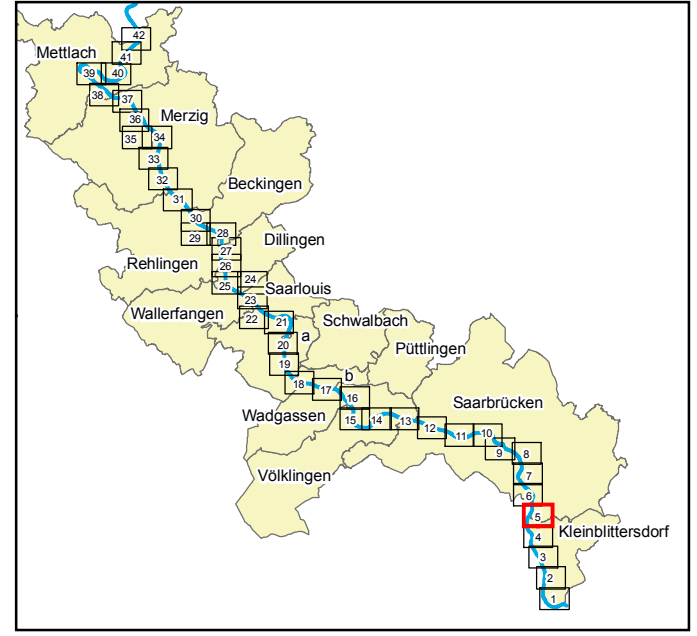 42
Mettlach
41
39
40
38
37
36
Merzig
35
34
33
32
Beckingen
31
30
29
28
Dillingen
27
Rehlingen
26
25
24
Saarlouis
23
Wallerfangen
22
21
Schwalbach
a
20
Püttlingen
19
b
18
17
16
Saarbrücken
Wadgassen
15
14
13
12
11
10
9
8
Völklingen
7
6
5
Kleinblittersdorf
4
3
2
1